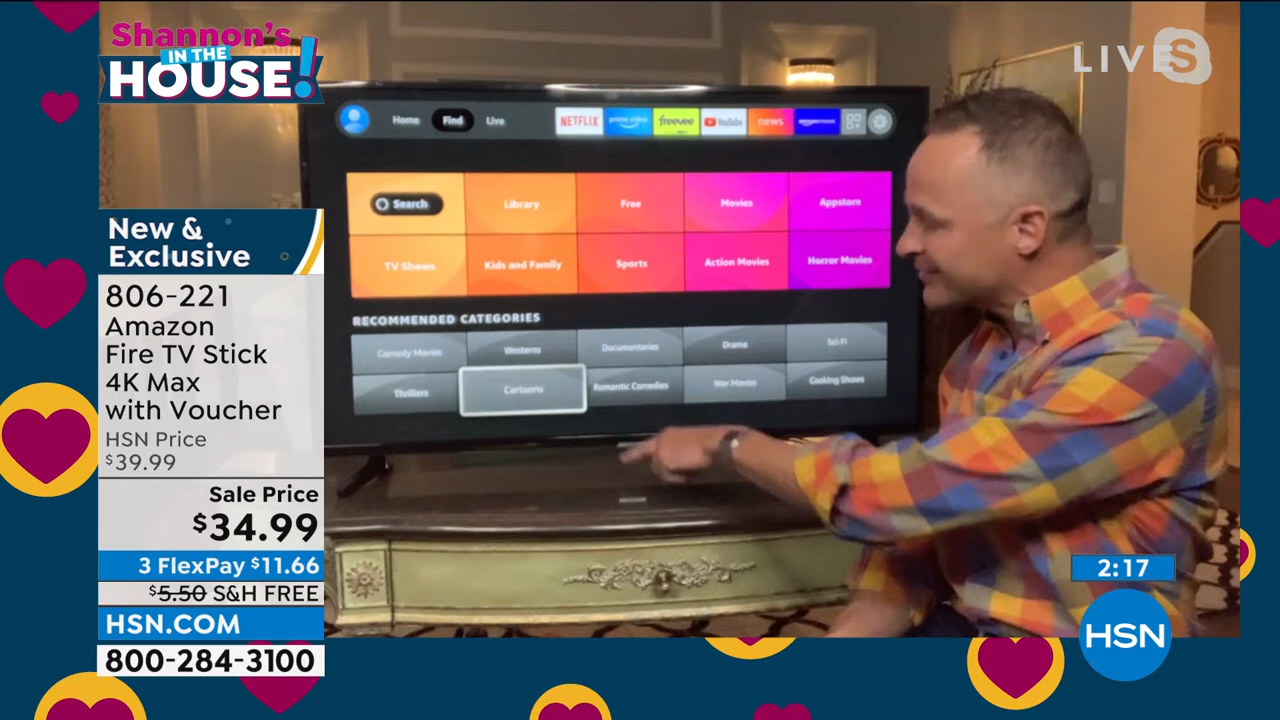 Shannon's
IN THE
HOUSE!
LIVE S
Home Find Live NETFLIX prime video freevee YouTube news amazon music
Search Library Free Movies Appstore
TV Shows Kids and Family Sports Action Movies Horror Movies
RECOMMENDED CATEGORIES
Comedy Movies Westerns Documentaries Drama Sci-Fi
Thrillers Cartoons Romantic Comedies War Movies Cooking Shows
New &
Exclusive
806-221
Amazon
Fire TV Stick
4K Max
with Voucher
HSN Price
$39.99
Sale Price
$34.99
3 FlexPay $11.66
$5.50 S&H FREE
HSN.COM
800-284-3100
2:17
HSN